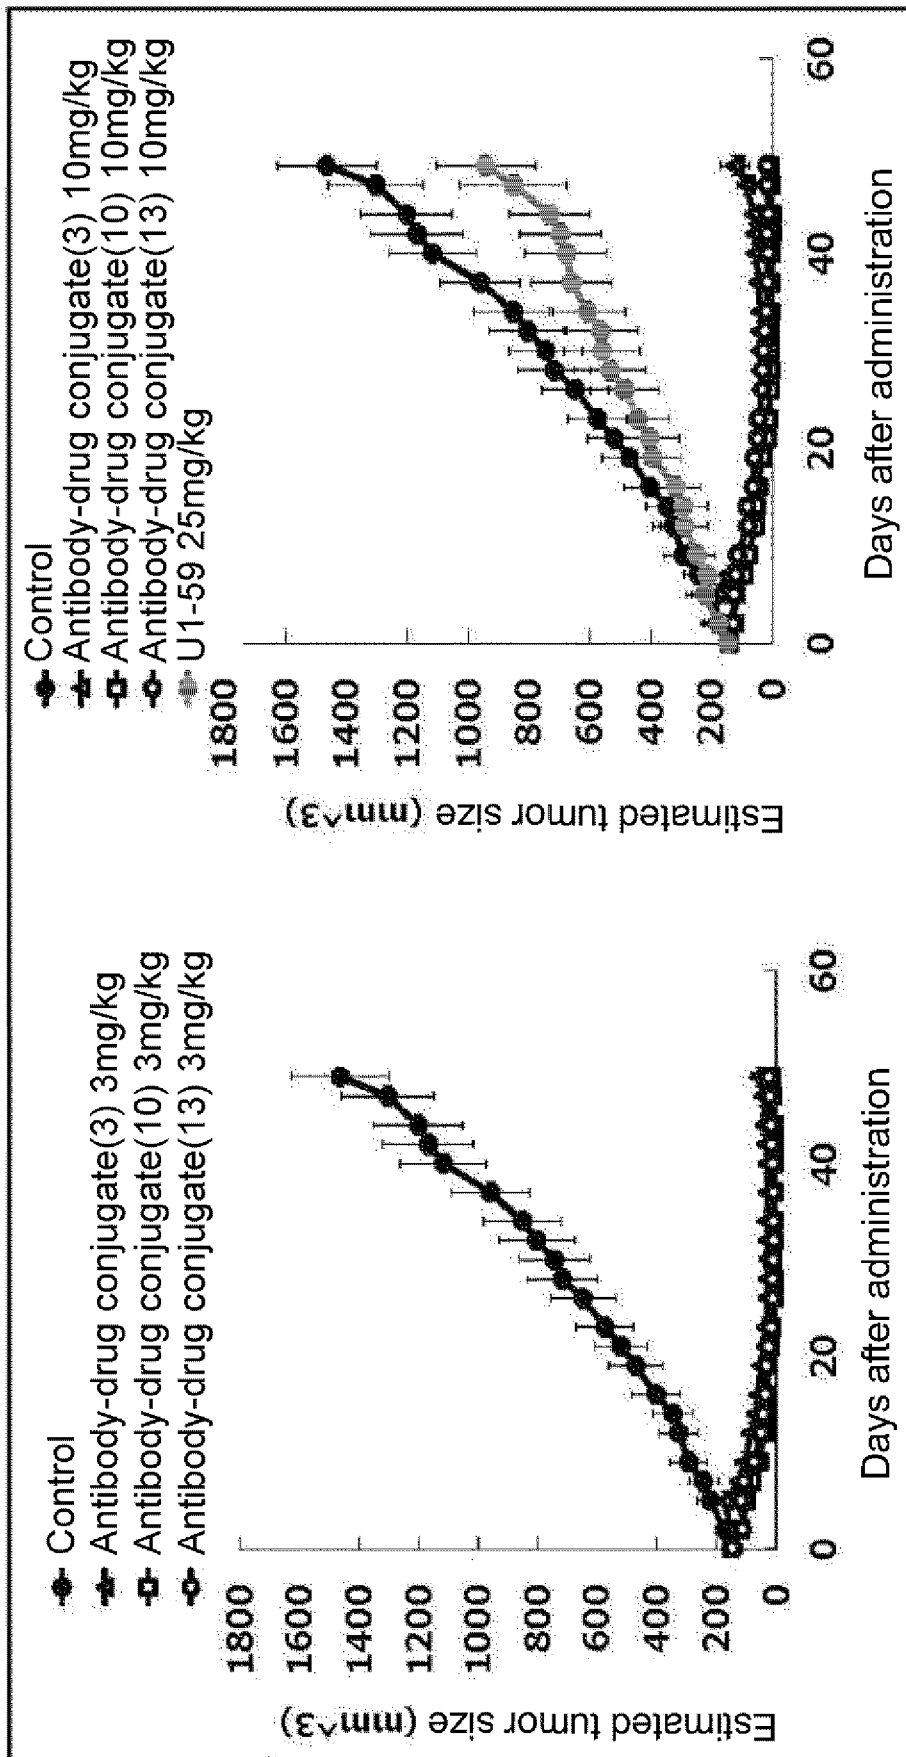 Control
Antibody-drug conjugate(3) 3mg/kg
Antibody-drug conjugate(10) 3mg/kg
Antibody-drug conjugate(13) 3mg/kg
Estimated tumor size (mm^3)
1800
1600
1400
1200
1000
800
600
400
200
0
0
20
40
60
Days after administration
Control
Antibody-drug conjugate(3) 10mg/kg
Antibody-drug conjugate(10) 10mg/kg
Antibody-drug conjugate(13) 10mg/kg
U1-59 25mg/kg
Estimated tumor size (mm^3)
1800
1600
1400
1200
1000
800
600
400
200
0
0
20
40
60
Days after administration